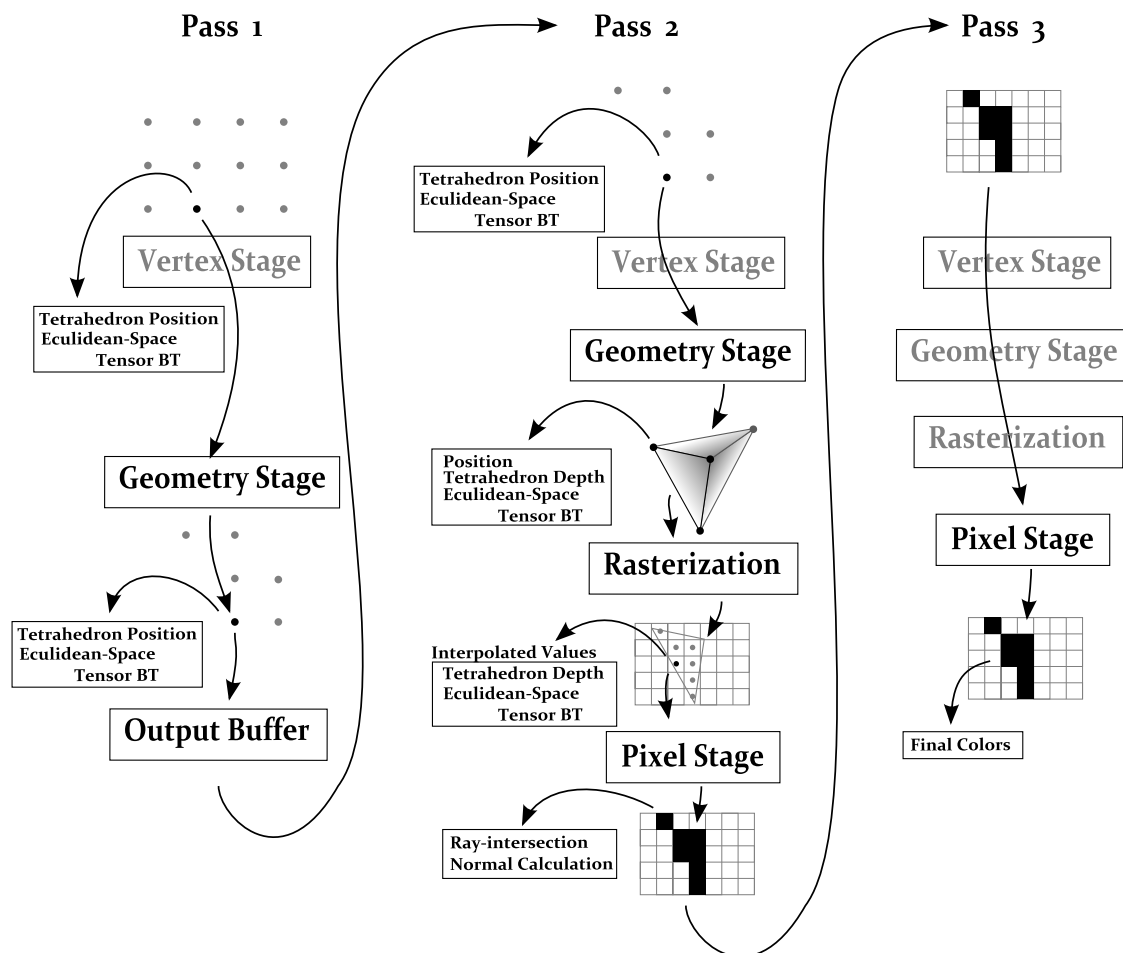 Pass 1
Vertex Stage
Tetrahedron Position
Eculidean-Space
Tensor BT
Geometry Stage
Tetrahedron Position
Eculidean-Space
Tensor BT
Output Buffer
Pass 2
Tetrahedron Position
Eculidean-Space
Tensor BT
Vertex Stage
Geometry Stage
Position
Tetrahedron Depth
Eculidean-Space
Tensor BT
Rasterization
Interpolated Values
Tetrahedron Depth
Eculidean-Space
Tensor BT
Pixel Stage
Ray-intersection
Normal Calculation
Pass 3
Vertex Stage
Geometry Stage
Rasterization
Pixel Stage
Final Colors